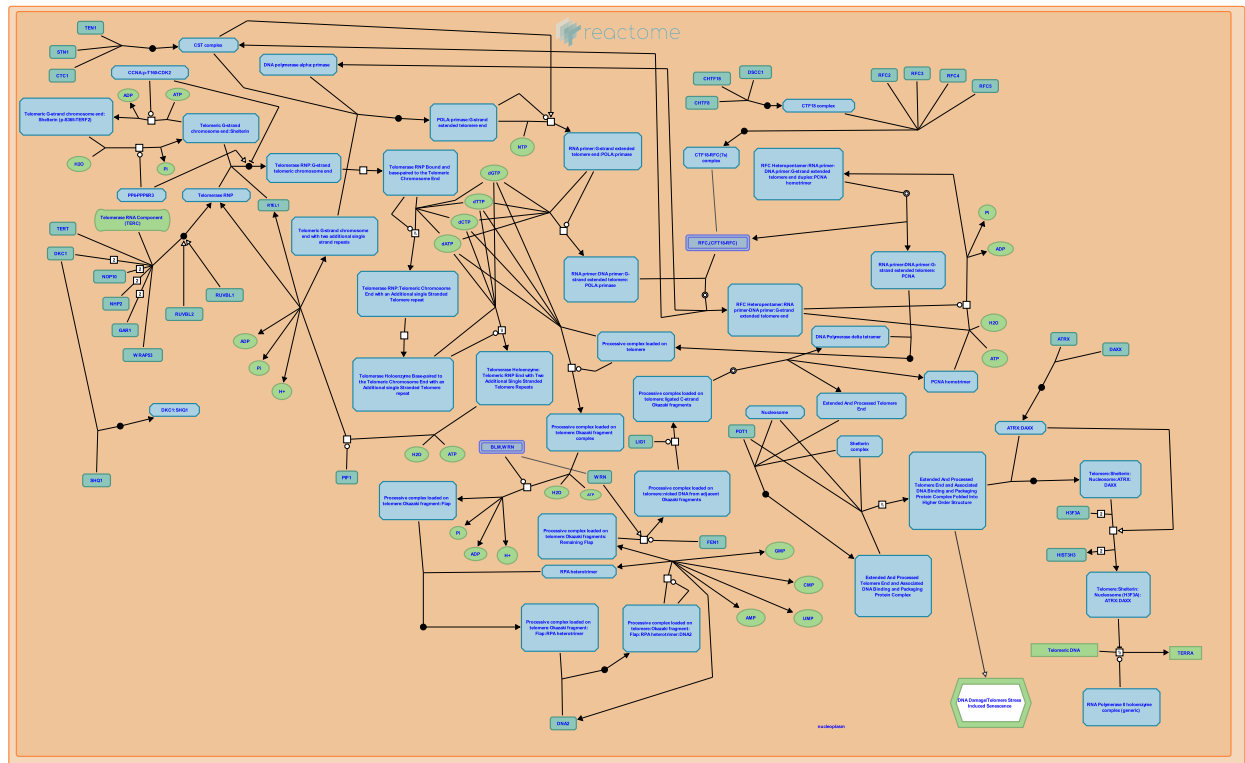 reactome
TEN1
STN1
CTC1
CST complex
CCNA:p-T160-CDK2
ADP
ATP
Telomeric G-strand chromosome end:
Shelterin (p-S365-TERF2)
Telomeric G-strand
chromosome end:Shelterin
H2O
Pi
PP6-PPP6R3
Telomerase RNP:G-strand
telomeric chromosome end
Telomerase RNP
Telomerase RNA Component
(TERC)
TERT
DKC1
NOP10
NHP2
GAR1
WRAP53
2
2
2
2
RUVBL2
RUVBL1
DKC1:SHQ1
SHQ1
RTEL1
ADP
Pi
H+
PIF1
DNA polymerase alpha:primase
POLA primase:G-strand
extended telomere end
NTP
RNA primer:G-strand extended
telomere end:POLA primase
Telomerase RNP Bound and
base-paired to the Telomeric
Chromosome End
dGTP
dTTP
dCTP
dATP
Telomeric G-strand chromosome
end with two additional single
strand repeats
RNA primer:DNA primer:G-
strand extended telomere:
POLA primase
Telomerase RNP:Telomeric Chromosome
End with an Additional single Stranded
Telomere repeat
Telomerase Holoenzyme Base-paired to
the Telomeric Chromosome End with an
Additional single Stranded Telomere
repeat
Telomerase Holoenzyme:
Telomeric RNP End with Two
Additional Single Stranded
Telomere Repeats
H2O
ATP
CHTF18
DSCC1
CHTF8
CTF18 complex
RFC2
RFC3
RFC4
RFC5
CTF18-RFC(7s)
complex
RFC Heteropentamer:RNA primer-
DNA primer:G-strand extended
telomere end duplex:PCNA
homotrimer
RFC,(CFT18-RFC)
Pi
ADP
RNA primer-DNA primer:G-
strand extended telomere:
PCNA
RFC Heteropentamer:RNA
primer-DNA primer:G-strand
extended telomere end
H2O
ATP
DNA Polymerase delta tetramer
Processive complex loaded on
telomere
PCNA homotrimer
Processive complex loaded on
telomere:ligated C-strand
Okazaki fragments
Nucleosome
Extended And Processed Telomere
End
Processive complex loaded on
telomere:Okazaki fragment
complex
LIG1
POT1
Shelterin
complex
ATRX
DAXX
ATRX:DAXX
BLM,WRN
WRN
H2O
ATP
Processive complex loaded on
telomere:nicked DNA from adjacent
Okazaki fragments
Extended And Processed
Telomere End and Associated
DNA Binding and Packaging
Protein Complex Folded Into
Higher Order Structure
Telomere:Shelterin:
Nucleosome:ATRX:
DAXX
H3F3A
2
HIST3H3
2
Processive complex loaded on
telomere:Okazaki fragment:Flap
Pi
ADP
H+
Processive complex loaded on
telomere:Okazaki fragments:
Remaining Flap
FEN1
RPA heterotrimer
GMP
CMP
UMP
AMP
Extended And Processed
Telomere End and Associated
DNA Binding and Packaging
Protein Complex
Telomere:Shelterin:
Nucleosome (H3F3A):
ATRX:DAXX
Processive complex loaded on
telomere:Okazaki fragment:
Flap:RPA heterotrimer
Processive complex loaded on
telomere:Okazaki fragment:
Flap:RPA heterotrimer:DNA2
DNA2
Telomeric DNA
TERRA
RNA Polymerase II holoenzyme
complex (generic)
DNA Damage/Telomere Stress
Induced Senescence
nucleoplasm